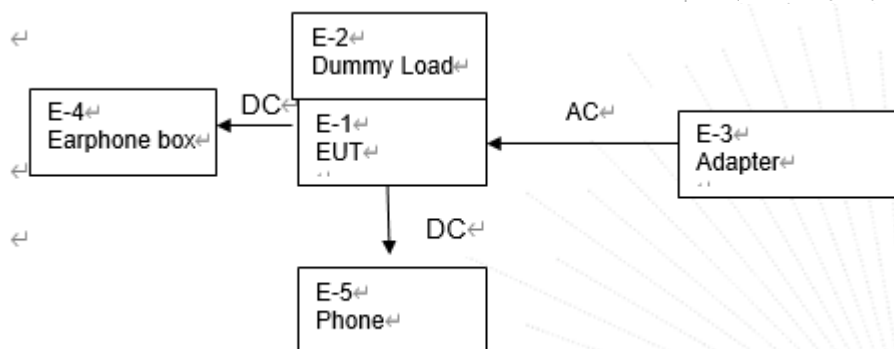 E-2
Dummy Load
E-4
Earphone box
DC
E-1
EUT
AC
E-3
Adapter
DC
E-5
Phone